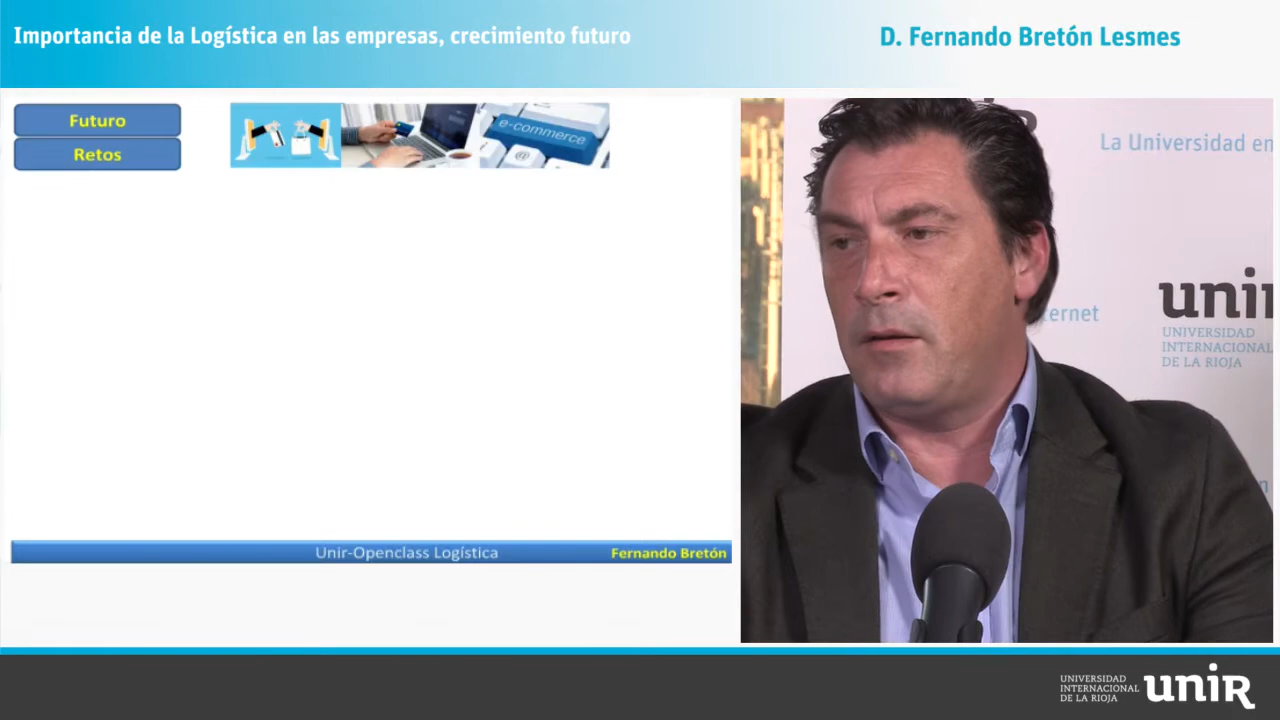 Importancia de la Logística en las empresas, crecimiento futuro
D. Fernando Bretón Lesmes
Futuro
Retos
e-commerce
La Universidad en
ernet
unir
UNIVERSIDAD
INTERNACIONAL
DE LA RIOJA
Unir-Openclass Logística
Fernando Bretón
UNIVERSIDAD
INTERNACIONAL
DE LA RIOJA
unir